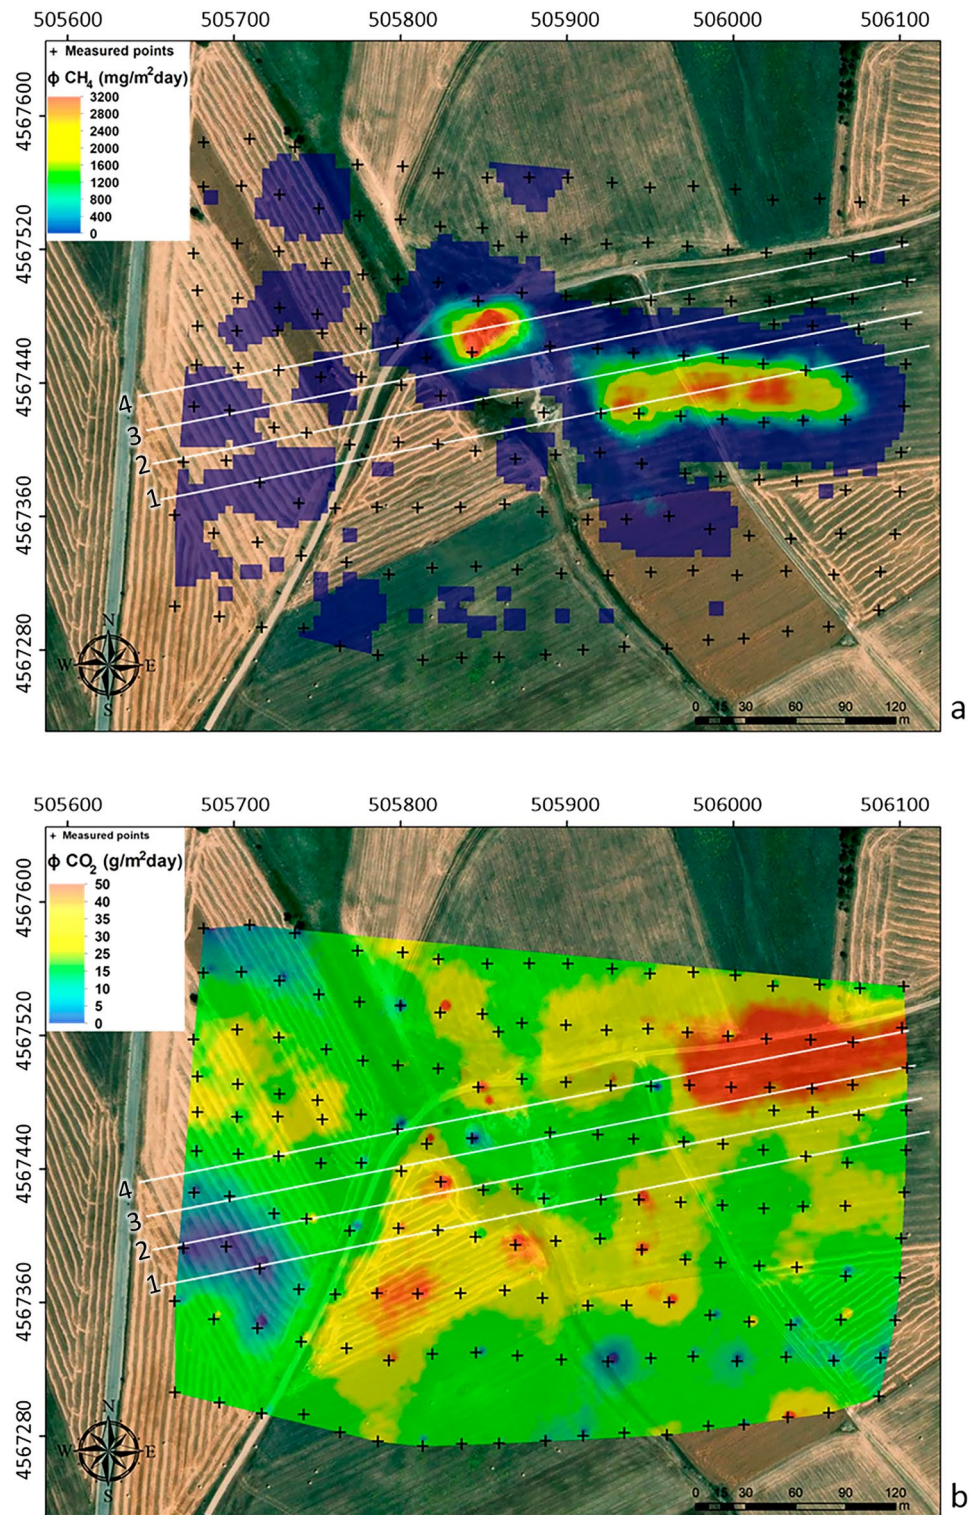 505600 505700 505800 505900 506000 506100
+ Measured points
ϕ CH4 (mg/m²day)
3200
2800
2400
2000
1600
1200
800
400
0
4567600
4567520
4567440
4567360
4567280
4
3
2
1
N
W E
S
0 15 30 60 90 120
m
a
505600 505700 505800 505900 506000 506100
+ Measured points
ϕ CO2 (g/m²day)
50
40
35
30
25
20
15
10
5
0
4567600
4567520
4567440
4567360
4567280
4
3
2
1
N
W E
S
0 15 30 60 90 120
m
b